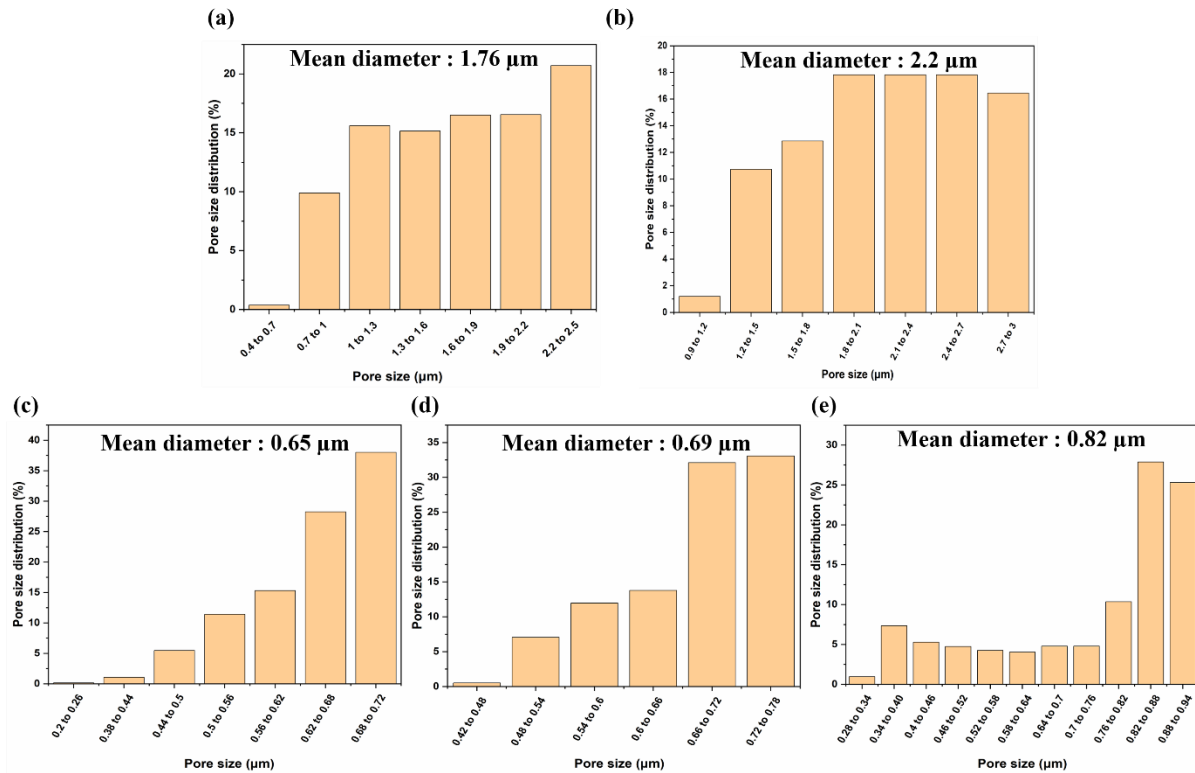 (a)
Mean diameter : 1.76 µm
Pore size distribution (%)
20
15
10
5
0
0.4 to 0.7
0.7 to 1
1 to 1.3
1.3 to 1.6
1.6 to 1.9
1.9 to 2.2
2.2 to 2.5
Pore size (µm)
(b)
Mean diameter : 2.2 µm
Pore size distribution (%)
20
18
16
14
12
10
8
6
4
2
0
0.9 to 1.2
1.2 to 1.5
1.5 to 1.8
1.8 to 2.1
2.1 to 2.4
2.4 to 2.7
2.7 to 3
Pore size (µm)
(c)
Mean diameter : 0.65 µm
Pore size distribution (%)
40
35
30
25
20
15
10
5
0
0.2 to 0.26
0.38 to 0.44
0.44 to 0.5
0.5 to 0.56
0.56 to 0.62
0.62 to 0.68
0.68 to 0.72
Pore size (µm)
(d)
Mean diameter : 0.69 µm
Pore size distribution (%)
35
30
25
20
15
10
5
0
0.42 to 0.48
0.48 to 0.54
0.54 to 0.6
0.6 to 0.66
0.66 to 0.72
0.72 to 0.78
Pore size (µm)
(e)
Mean diameter : 0.82 µm
Pore size distribution (%)
30
25
20
15
10
5
0
0.28 to 0.34
0.34 to 0.40
0.4 to 0.46
0.46 to 0.52
0.52 to 0.58
0.58 to 0.64
0.64 to 0.7
0.7 to 0.76
0.76 to 0.82
0.82 to 0.88
0.88 to 0.94
Pore size (µm)